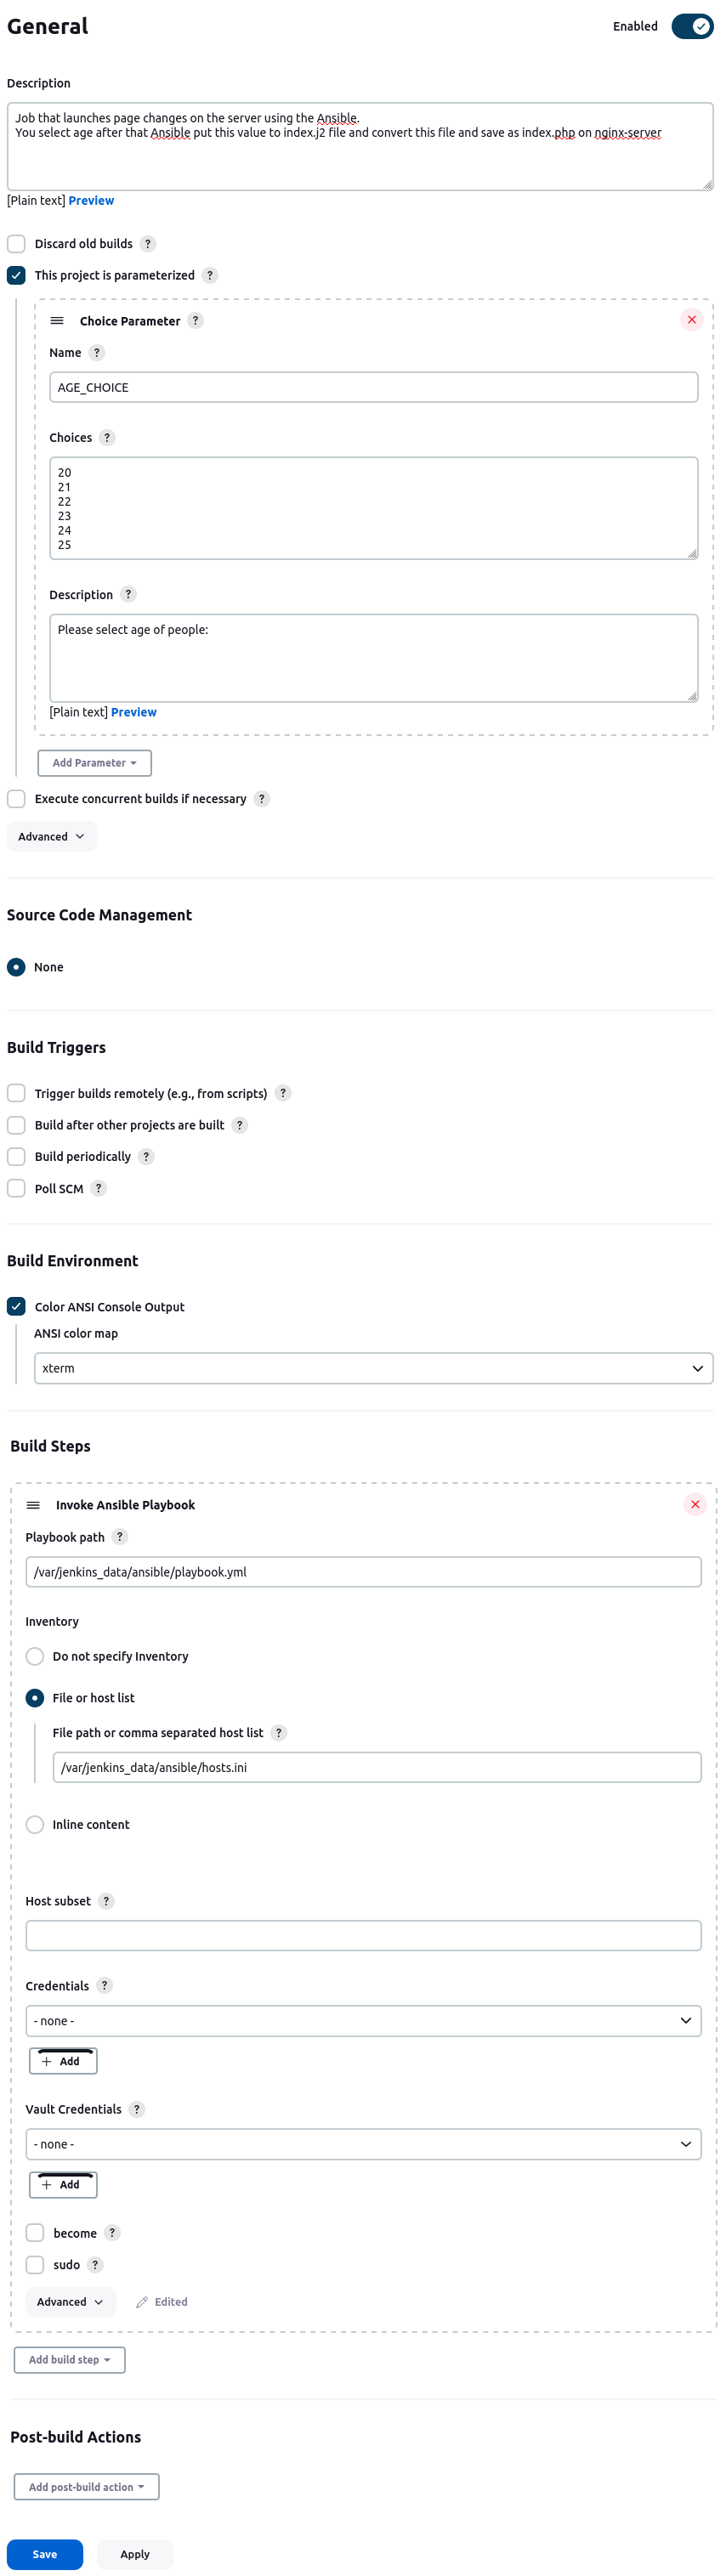 General
Enabled
Description
Job that launches page changes on the server using the Ansible.
You select age after that Ansible put this value to index.j2 file and convert this file and save as index.php on nginx-server
[Plain text] Preview
Discard old builds ?
This project is parameterized ?
Choice Parameter ?
Name ?
AGE_CHOICE
Choices ?
20
21
22
23
24
25
Description ?
Please select age of people:
[Plain text] Preview
Add Parameter
Execute concurrent builds if necessary ?
Advanced
Source Code Management
None
Build Triggers
Trigger builds remotely (e.g., from scripts) ?
Build after other projects are built ?
Build periodically ?
Poll SCM ?
Build Environment
Color ANSI Console Output
ANSI color map
xterm
Build Steps
Invoke Ansible Playbook
Playbook path ?
/var/jenkins_data/ansible/playbook.yml
Inventory
Do not specify Inventory
File or host list
File path or comma separated host list ?
/var/jenkins_data/ansible/hosts.ini
Inline content
Host subset ?
Credentials ?
- none -
+ Add
Vault Credentials ?
- none -
+ Add
become ?
sudo ?
Advanced Edited
Add build step
Post-build Actions
Add post-build action
Save Apply